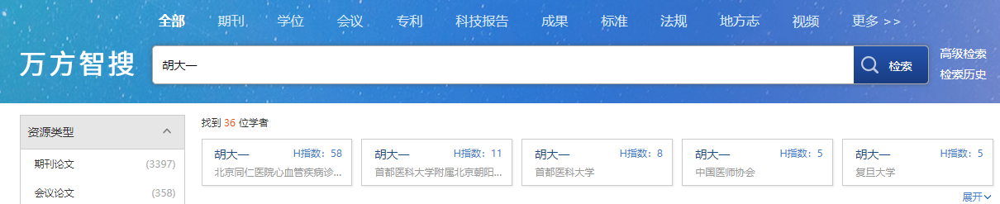 全部 期刊 学位 会议 专利 科技报告 成果 标准 法规 地方志 视频 更多 >>
万方智搜
胡大一
检索
高级检索
检索历史
资源类型
期刊论文 (3397)
会议论文 (358)
找到 36 位学者
胡大一 H指数：58
北京同仁医院心血管疾病诊...
胡大一 H指数：11
首都医科大学附属北京朝阳...
胡大一 H指数：8
首都医科大学
胡大一 H指数：5
中国医师协会
胡大一 H指数：5
复旦大学
展开